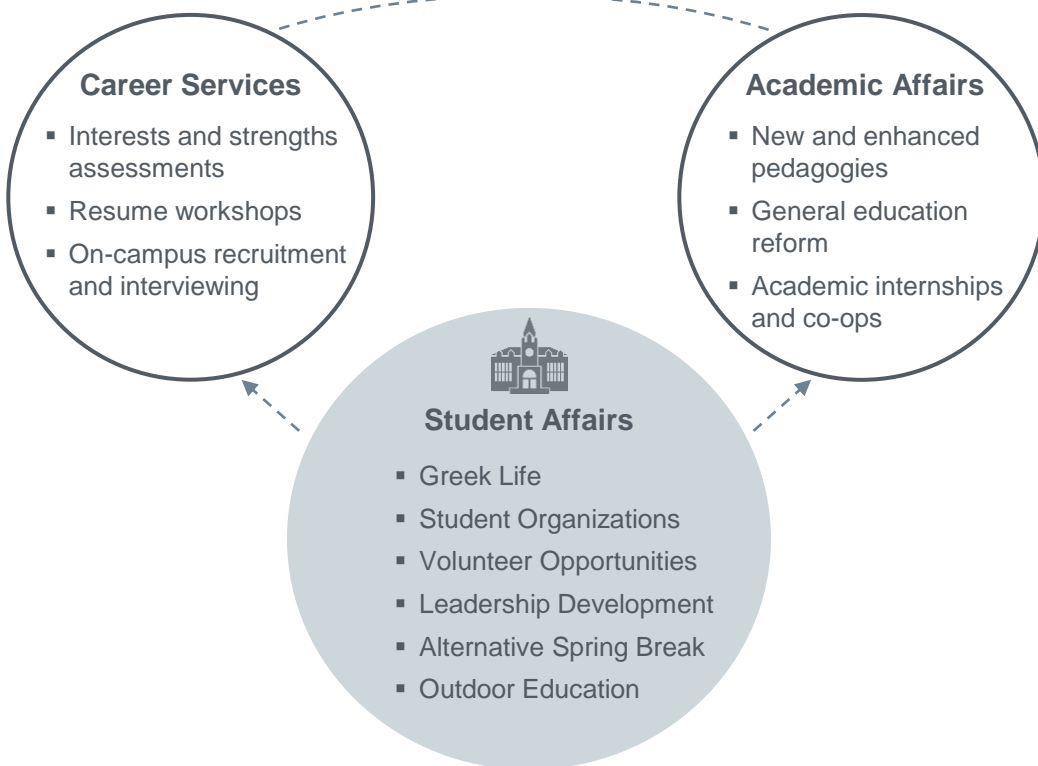 Career Services
▪ Interests and strengths
assessments
▪ Resume workshops
▪ On-campus recruitment
and interviewing
Academic Affairs
▪ New and enhanced
pedagogies
▪ General education
reform
▪ Academic internships
and co-ops
Student Affairs
▪ Greek Life
▪ Student Organizations
▪ Volunteer Opportunities
▪ Leadership Development
▪ Alternative Spring Break
▪ Outdoor Education